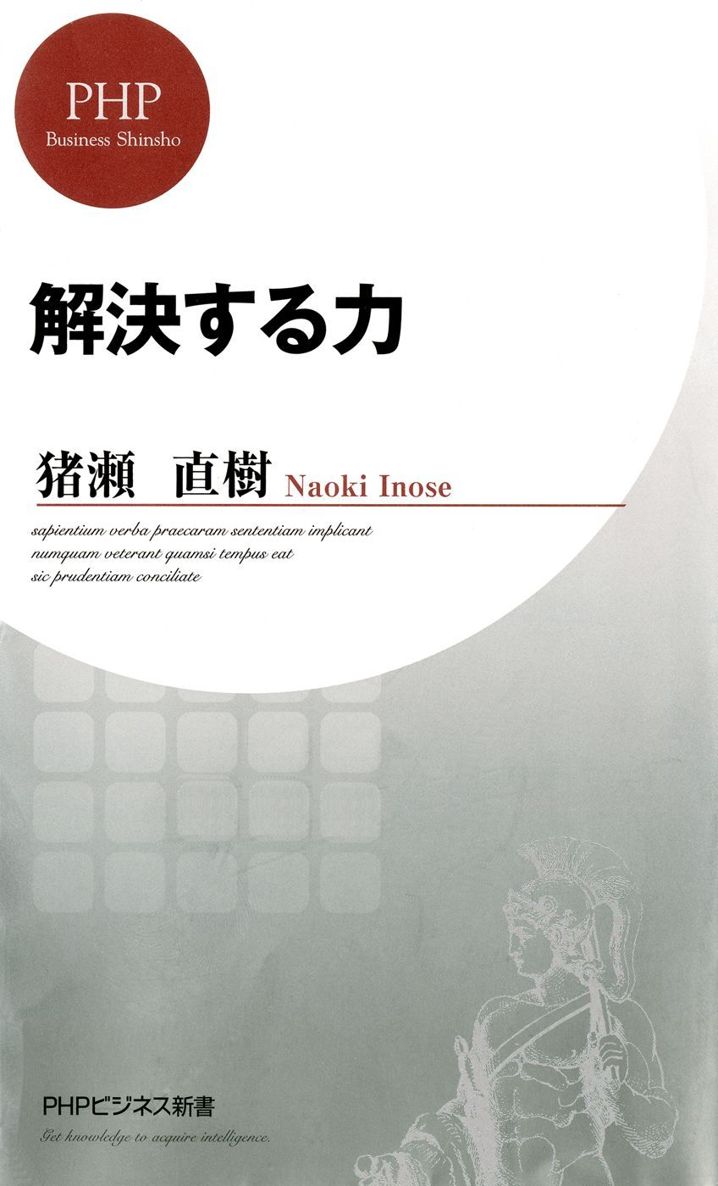 PHP
Business Shinsho
解決する力
猪瀬 直樹 Naoki Inose
sapientium verba praecaram sententiam implicant
numquam veterant quamsi tempus eat
sic prudentiam conciliate
PHPビジネス新書
Get knowledge to acquire intelligence.